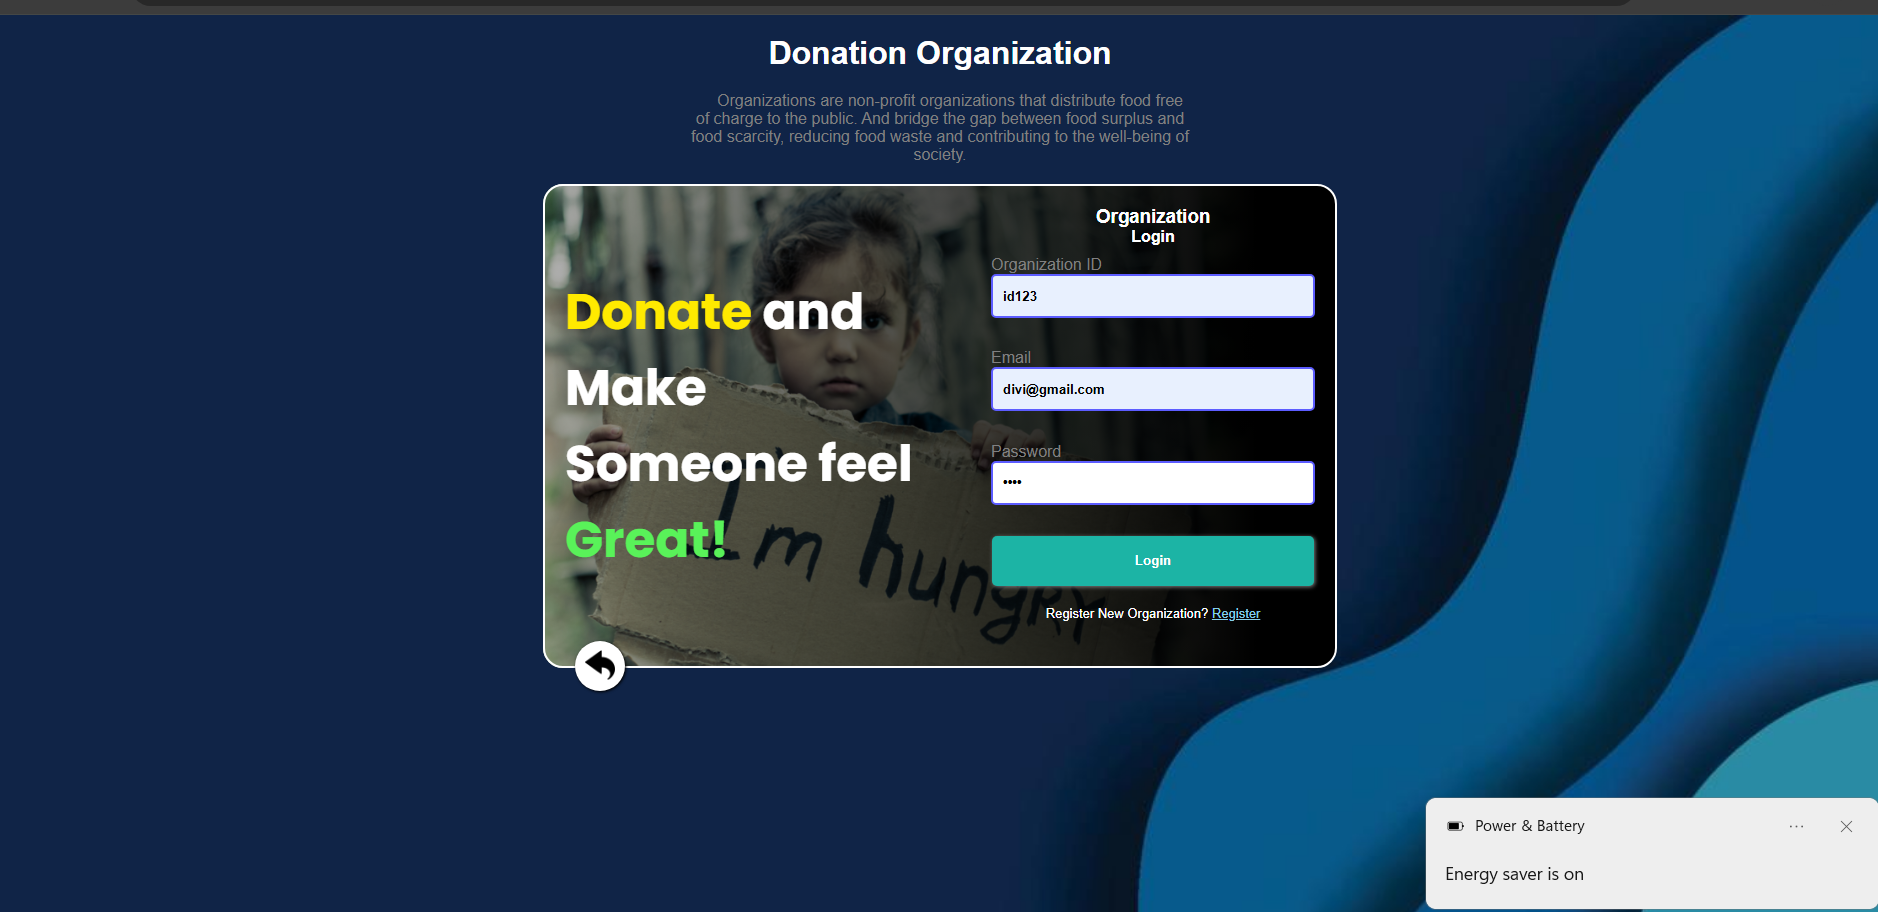 Donation Organization
Organizations are non-profit organizations that distribute food free
of charge to the public. And bridge the gap between food surplus and
food scarcity, reducing food waste and contributing to the well-being of
society.
Donate and
Make
Someone feel
Great!
I'm hungry
Organization
Login
Organization ID
id123
Email
divi@gmail.com
Password
••••
Login
Register New Organization? Register
Power & Battery
Energy saver is on